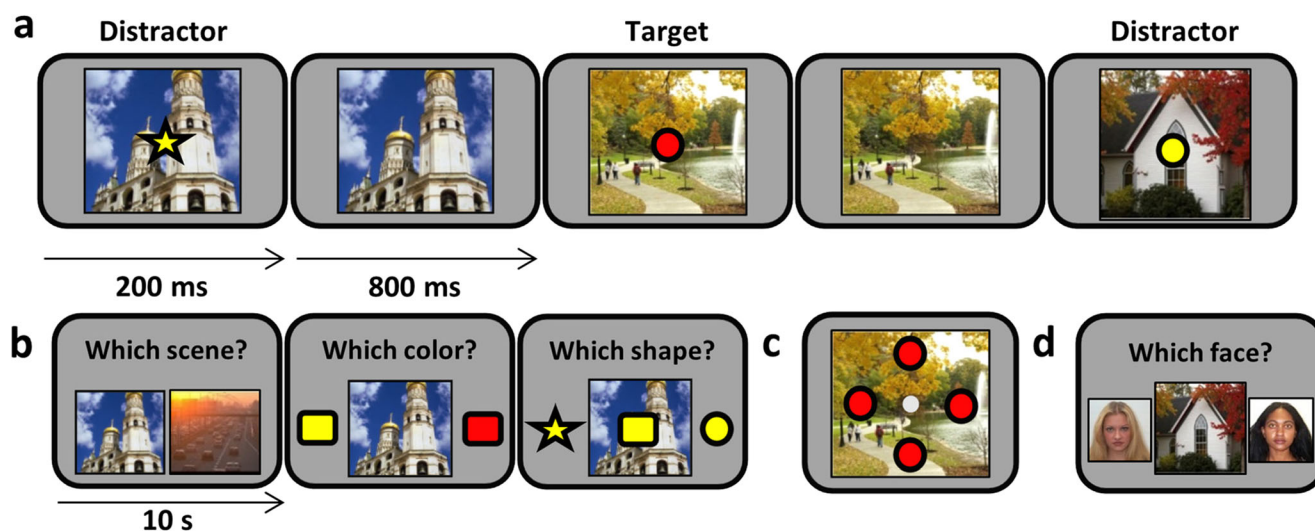 a
Distractor
Target
Distractor
200 ms
800 ms
b
Which scene?
Which color?
Which shape?
c
d
Which face?
10 s